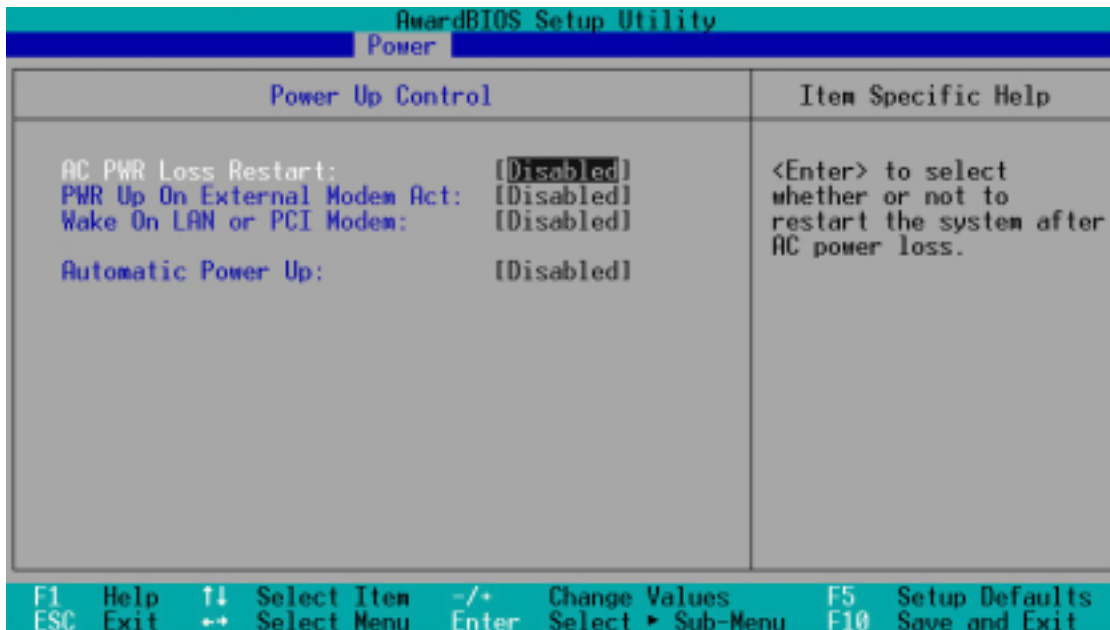 AwardBIOS Setup Utility
Power
Power Up Control
Item Specific Help
AC PWR Loss Restart: [Disabled]
PWR Up On External Modem Act: [Disabled]
Wake On LAN or PCI Modem: [Disabled]
Automatic Power Up: [Disabled]
<Enter> to select
whether or not to
restart the system after
AC power loss.
F1 Help ↑↓ Select Item -/+ Change Values F5 Setup Defaults
ESC Exit ←→ Select Menu Enter Select ► Sub-Menu F10 Save and Exit